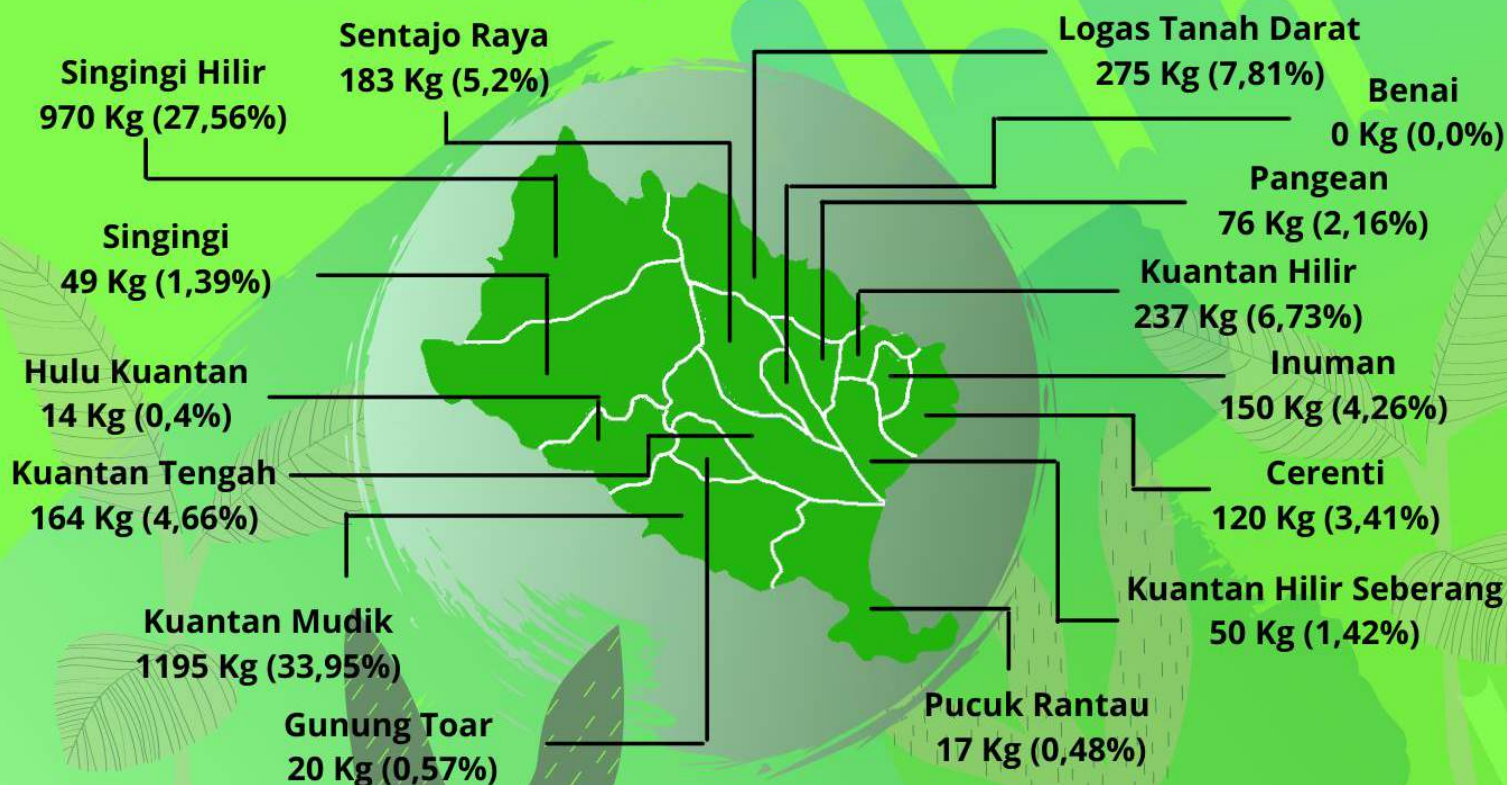 Sentajo Raya
183 Kg (5,2%)
Logas Tanah Darat
275 Kg (7,81%)
Singingi Hilir
970 Kg (27,56%)
Benai
0 Kg (0,0%)
Pangean
76 Kg (2,16%)
Singingi
49 Kg (1,39%)
Kuantan Hilir
237 Kg (6,73%)
Hulu Kuantan
14 Kg (0,4%)
Inuman
150 Kg (4,26%)
Kuantan Tengah
164 Kg (4,66%)
Cerenti
120 Kg (3,41%)
Kuantan Hilir Seberang
50 Kg (1,42%)
Kuantan Mudik
1195 Kg (33,95%)
Pucuk Rantau
17 Kg (0,48%)
Gunung Toar
20 Kg (0,57%)